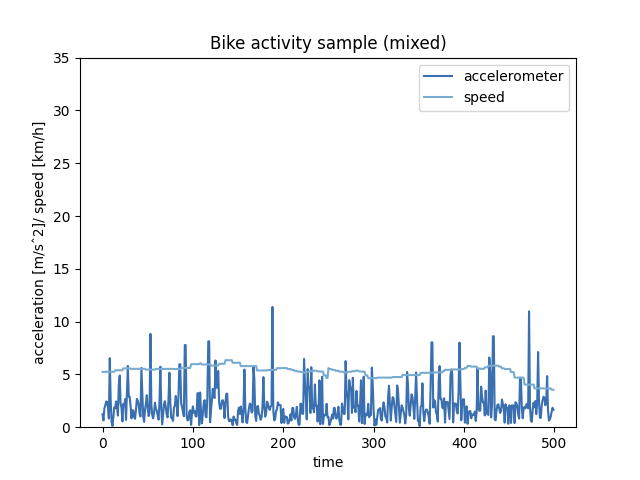 Bike activity sample (mixed)
accelerometer
speed
acceleration [m/sˆ2]/ speed [km/h]
35
30
25
20
15
10
5
0
0 100 200 300 400 500
time